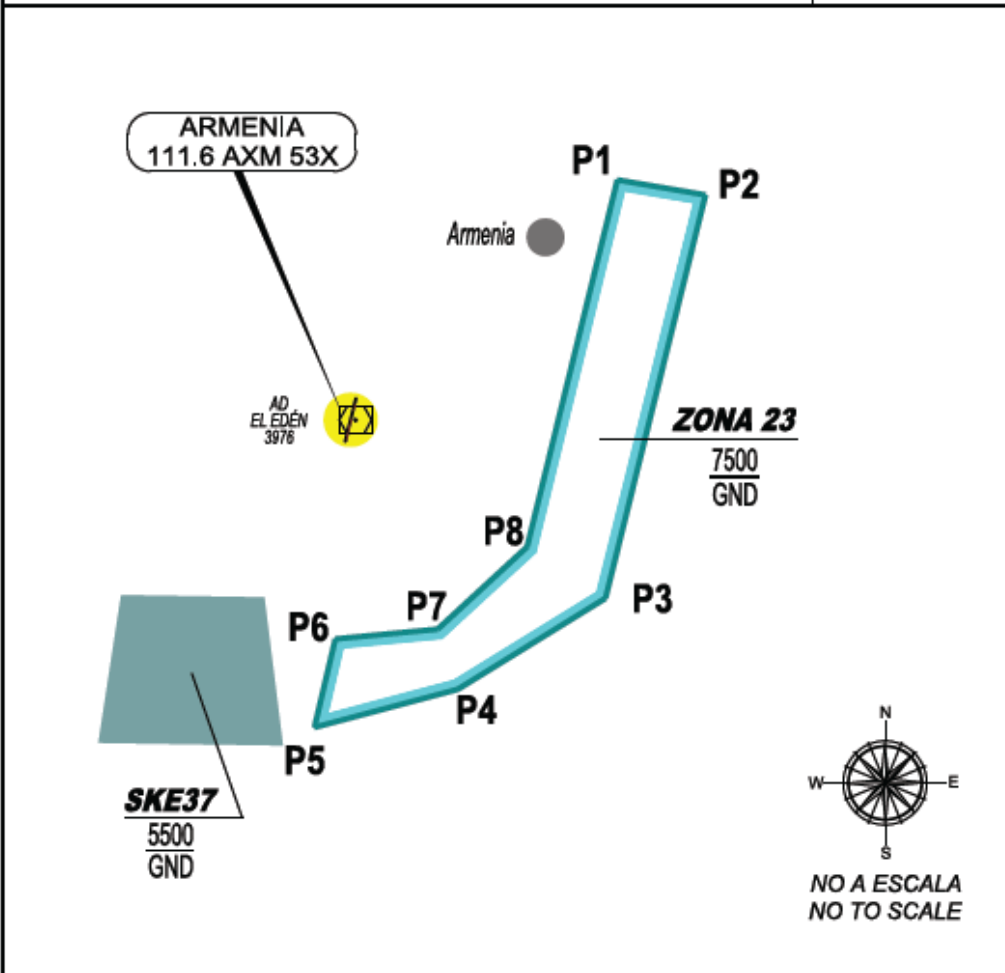 ARMENIA
111.6 AXM 53X
P1
P2
Armenia
AD
EL EDÉN
3976
ZONA 23
7500
GND
P8
P3
P7
P6
P4
P5
SKE37
5500
GND
N
W
E
S
NO A ESCALA
NO TO SCALE